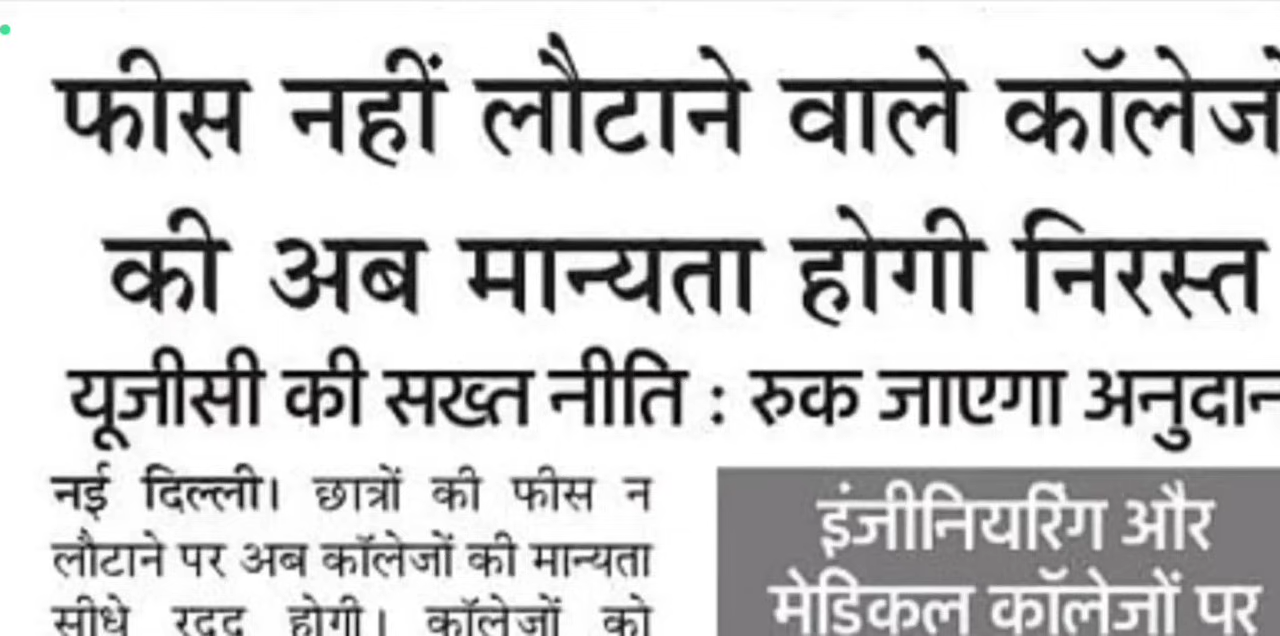 फीस नहीं लौटाने वाले कॉलेजो
की अब मान्यता होगी निरस्त
यूजीसी की सख्त नीति : रुक जाएगा अनुदान
नई दिल्ली। छात्रों की फीस न
लौटाने पर अब कॉलेजों की मान्यता
सीधे रद्द होगी। कॉलेजों को
इंजीनियरिंग और
मेडिकल कॉलेजों पर